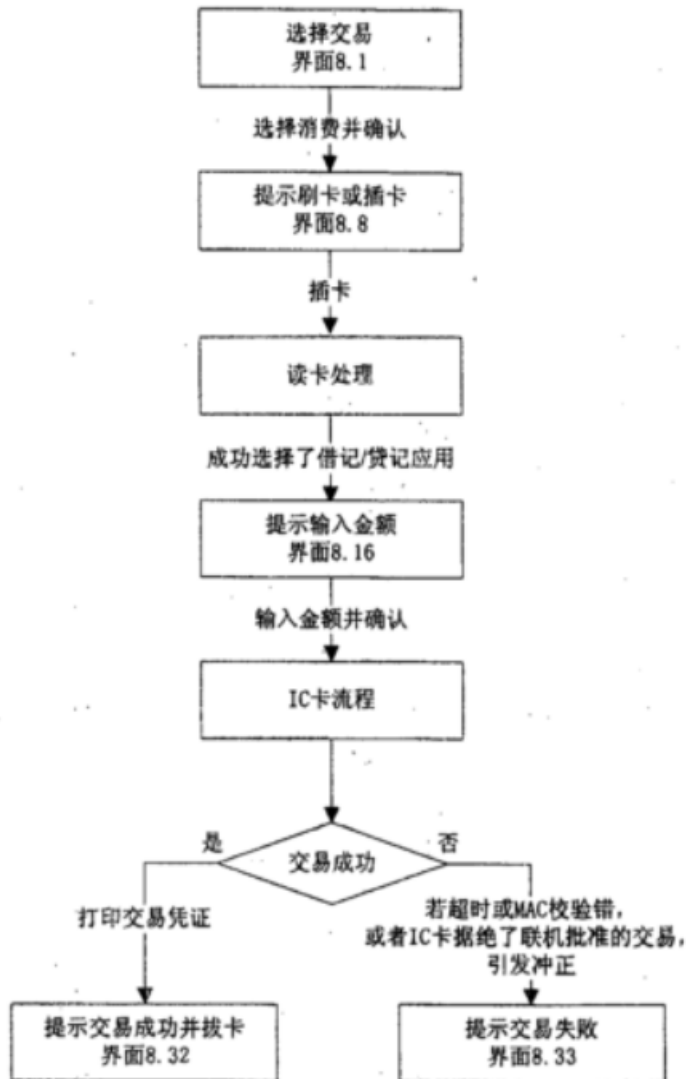 选择交易
界面8.1
选择消费并确认
提示刷卡或插卡
界面8.8
插卡
读卡处理
成功选择了借记/贷记应用
提示输入金额
界面8.16
输入金额并确认
IC卡流程
交易成功
是
否
打印交易凭证
若超时或MAC校验错,
或者IC卡据绝了联机批准的交易,
引发冲正
提示交易成功并拔卡
界面8.32
提示交易失败
界面8.33